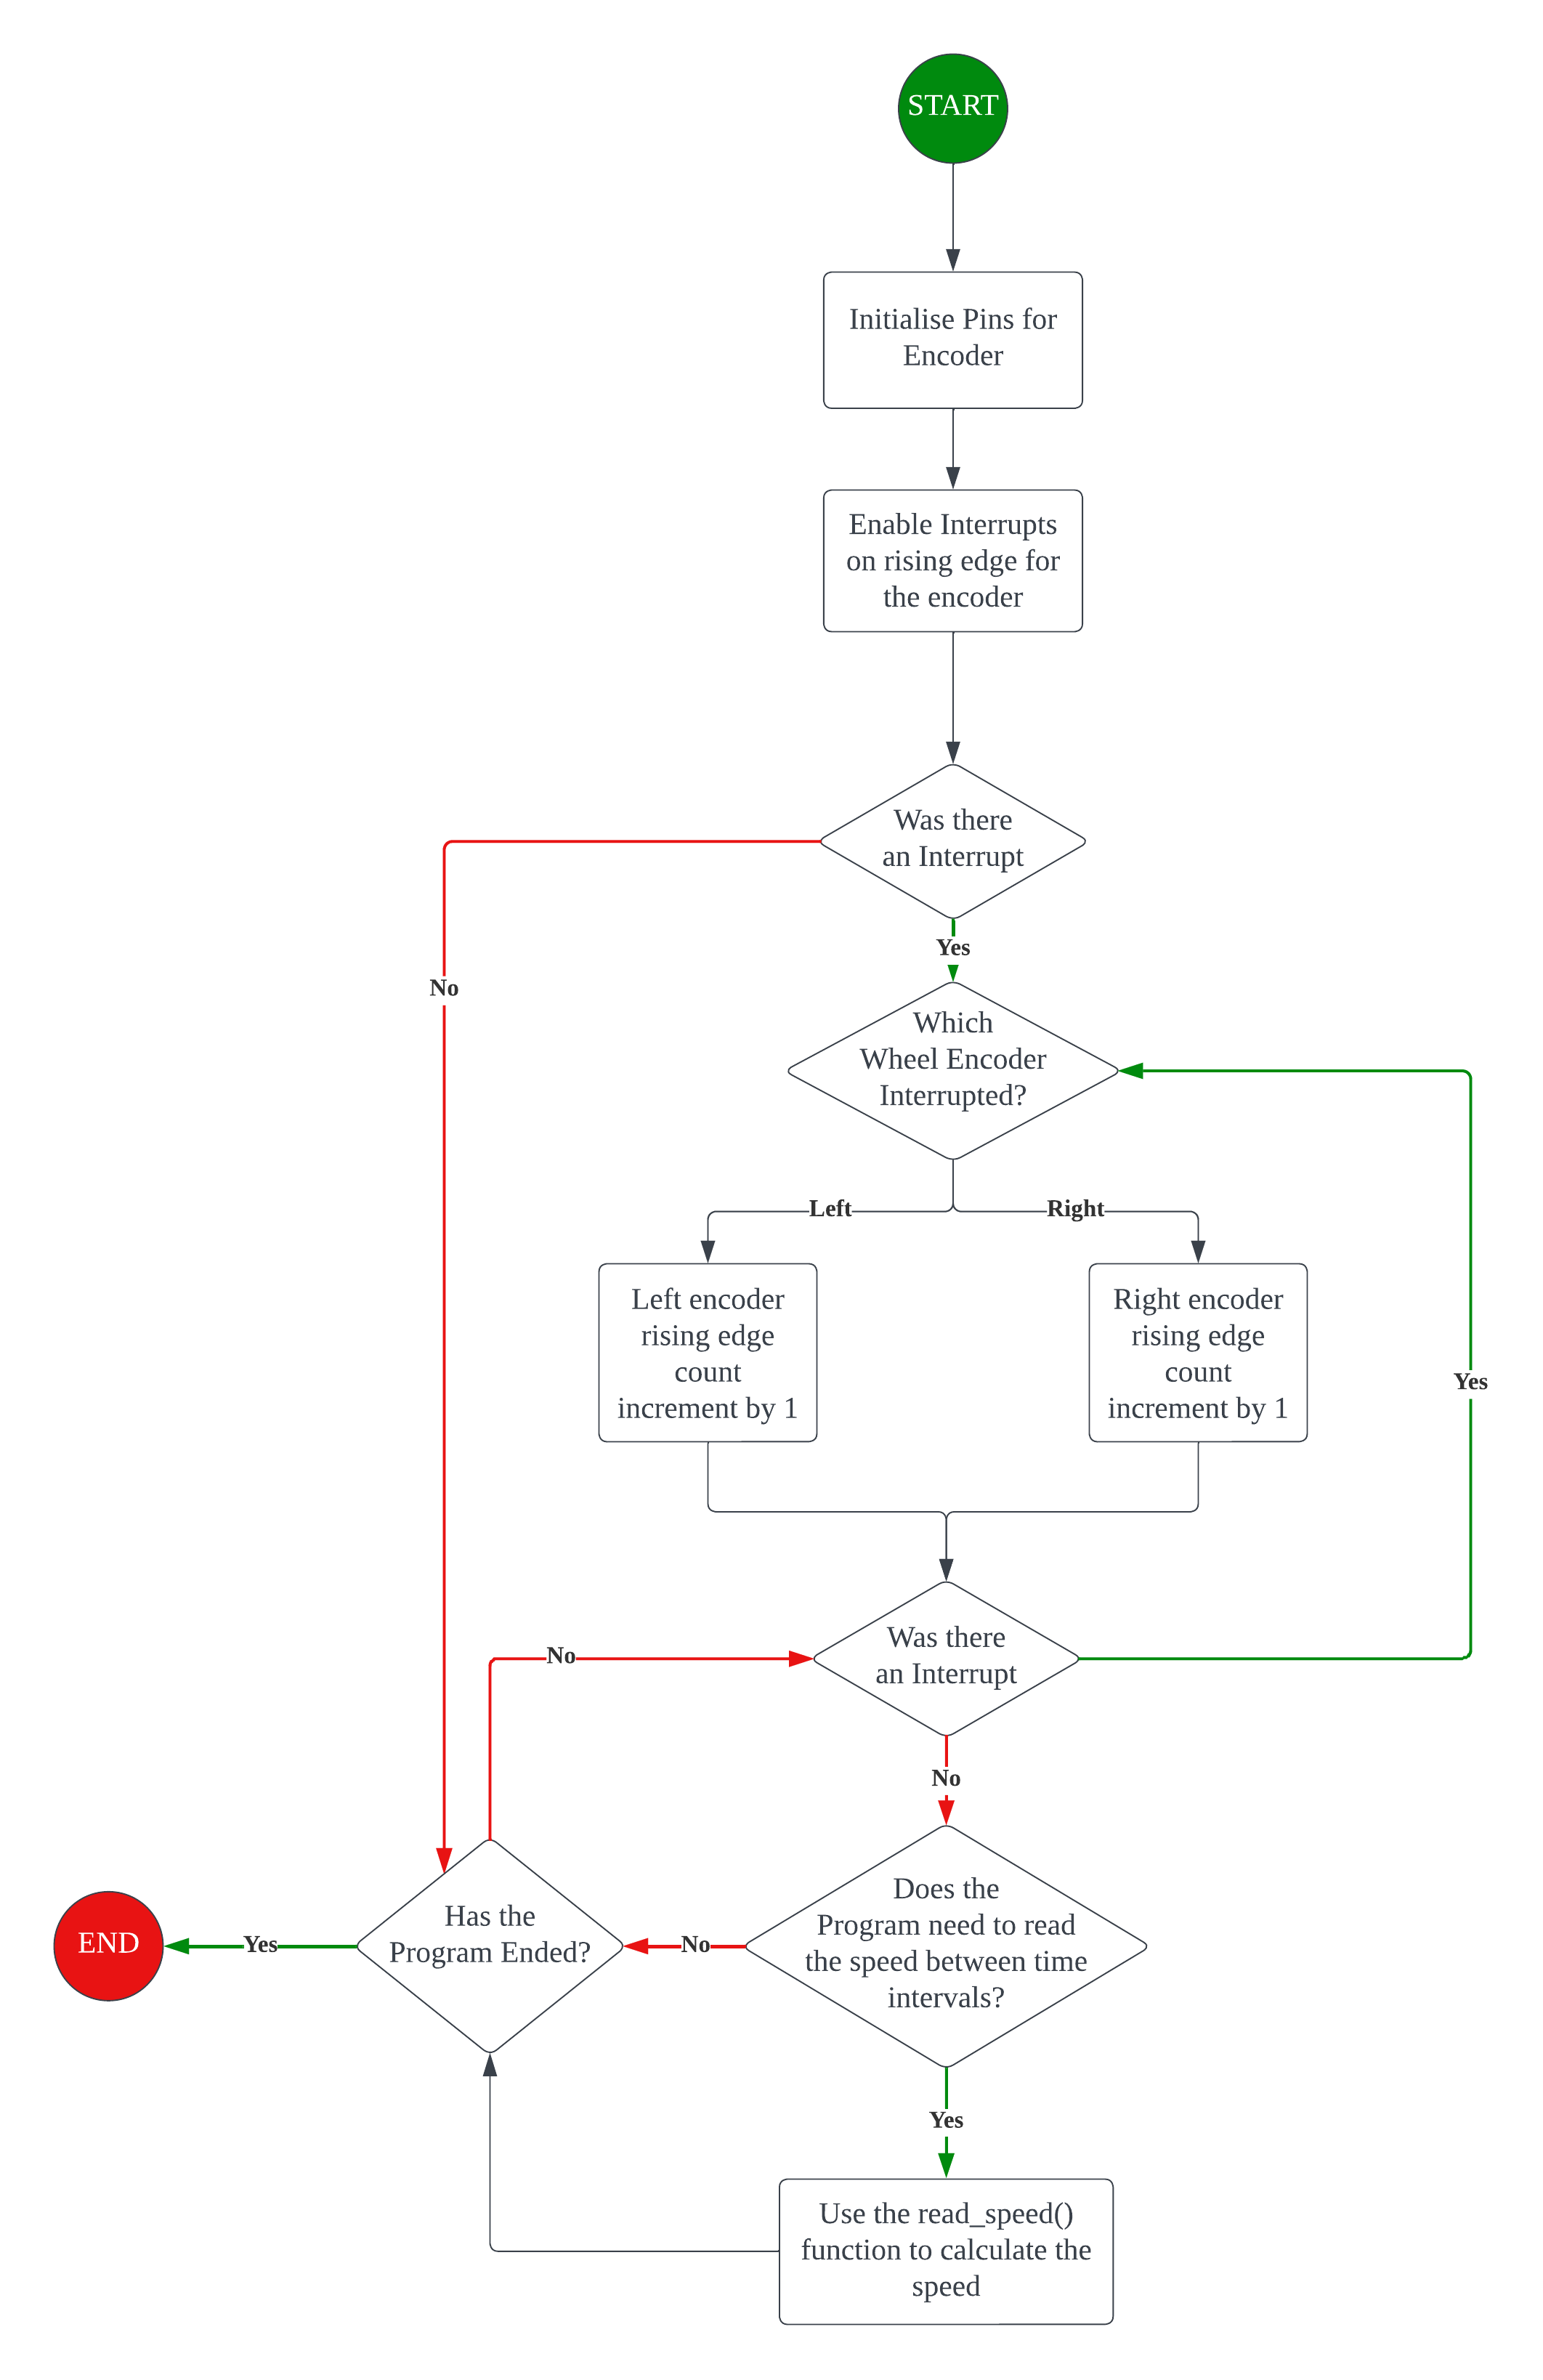 START
Initialise Pins for
Encoder
Enable Interrupts
on rising edge for
the encoder
Was there
an Interrupt
Yes
No
Which
Wheel Encoder
Interrupted?
Left
Right
Left encoder
rising edge
count
increment by 1
Right encoder
rising edge
count
increment by 1
Yes
Was there
an Interrupt
No
No
Does the
Program need to read
the speed between time
intervals?
No
Has the
Program Ended?
Yes
END
Yes
Use the read_speed()
function to calculate the
speed